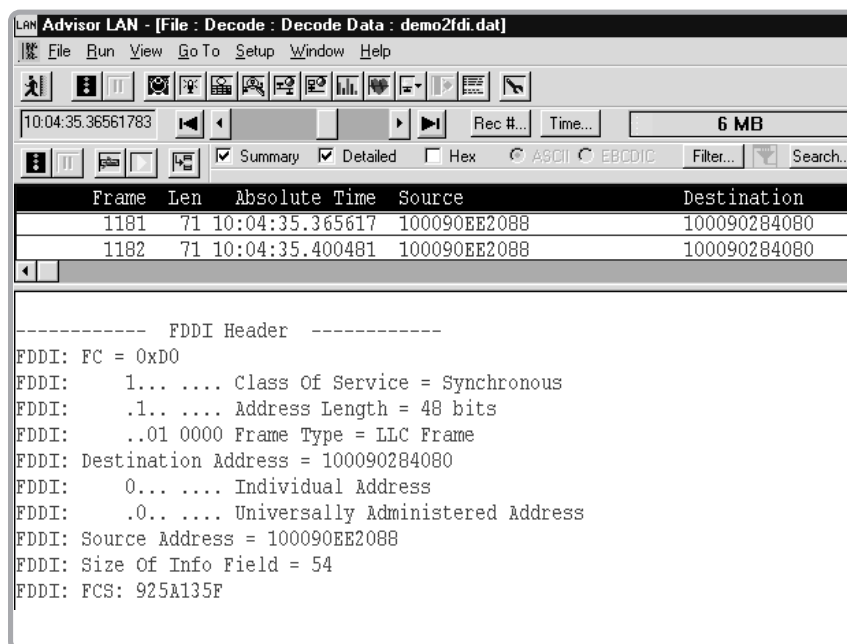 LAN Advisor LAN - [File : Decode : Decode Data : demo2fdi.dat]
File Run View Go To Setup Window Help
10:04:35.36561783 Rec #... Time... 6 MB
Summary Detailed Hex ASCII EBCDIC Filter... Search..
Frame Len Absolute Time Source Destination
1181 71 10:04:35.365617 100090EE2088 100090284080
1182 71 10:04:35.400481 100090EE2088 100090284080
------------ FDDI Header ------------
FDDI: FC = 0xD0
FDDI: 1... .... Class Of Service = Synchronous
FDDI: .1.. .... Address Length = 48 bits
FDDI: ..01 0000 Frame Type = LLC Frame
FDDI: Destination Address = 100090284080
FDDI: 0... .... Individual Address
FDDI: .0.. .... Universally Administered Address
FDDI: Source Address = 100090EE2088
FDDI: Size Of Info Field = 54
FDDI: FCS: 925A135F